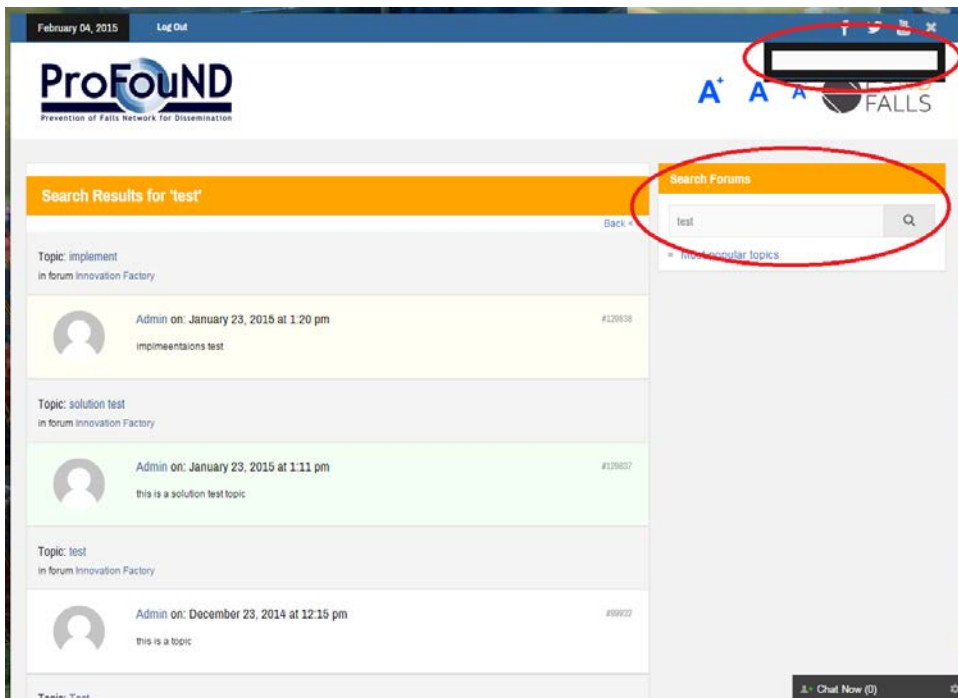 February 04, 2015 Log Out
ProFouND
Prevention of Falls Network for Dissemination
A+ A A
FALLS
Search Results for 'test'
Back
Topic: implement
in forum Innovation Factory
Admin on: January 23, 2015 at 1:20 pm #129838
implmeentaions test
Topic: solution test
in forum Innovation Factory
Admin on: January 23, 2015 at 1:11 pm #129837
this is a solution test topic
Topic: test
in forum Innovation Factory
Admin on: December 23, 2014 at 12:15 pm
this is a topic
Topic: Test
Search Forums
test
Most popular topics
Chat Now (0)